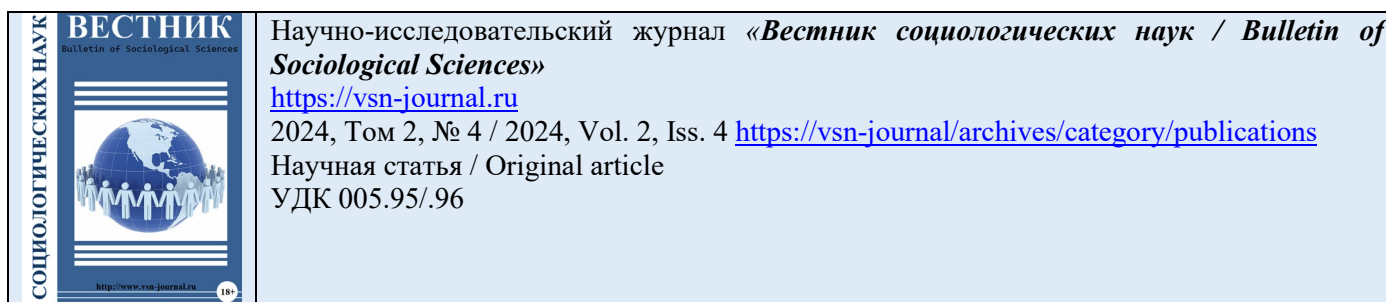 СОЦИОЛОГИЧЕСКИХ НАУК
ВЕСТНИК
Bulletin of Sociological Sciences
http://www.vsn-journal.ru
18+
Научно-исследовательский журнал «Вестник социологических наук / Bulletin of
Sociological Sciences»
https://vsn-journal.ru
2024, Том 2, № 4 / 2024, Vol. 2, Iss. 4 https://vsn-journal/archives/category/publications
Научная статья / Original article
УДК 005.95/.96